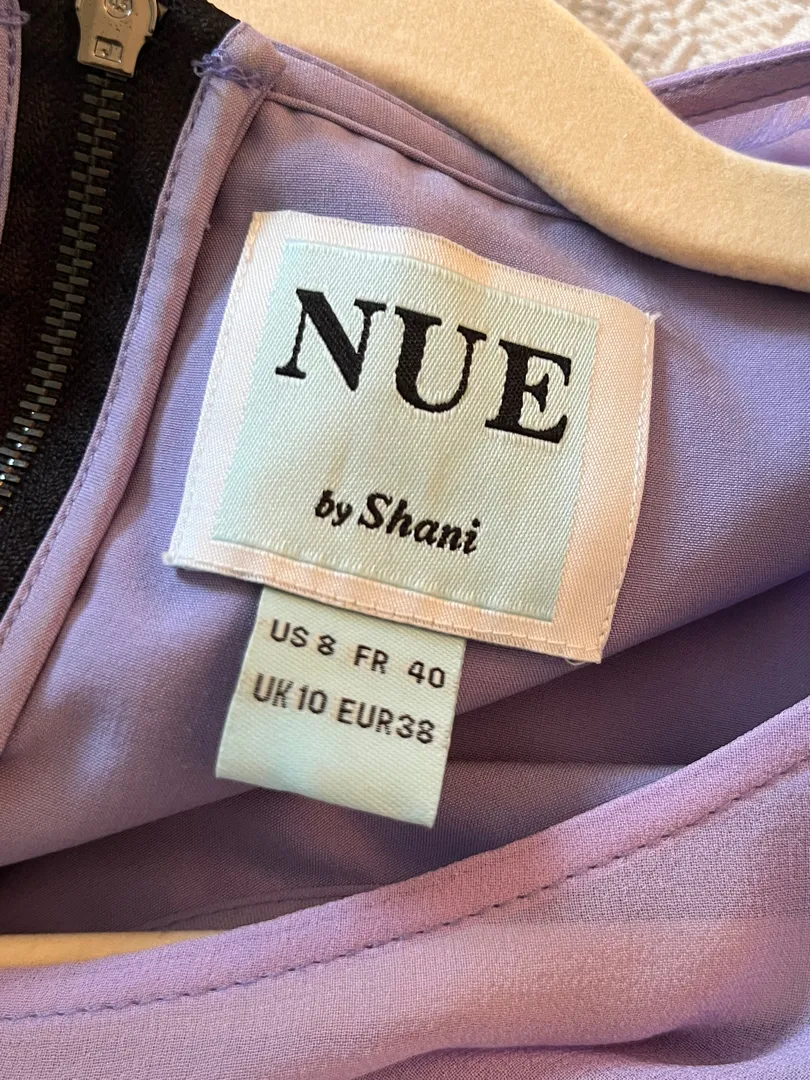 NUE
by Shani
US 8 FR 40
UK10 EUR38